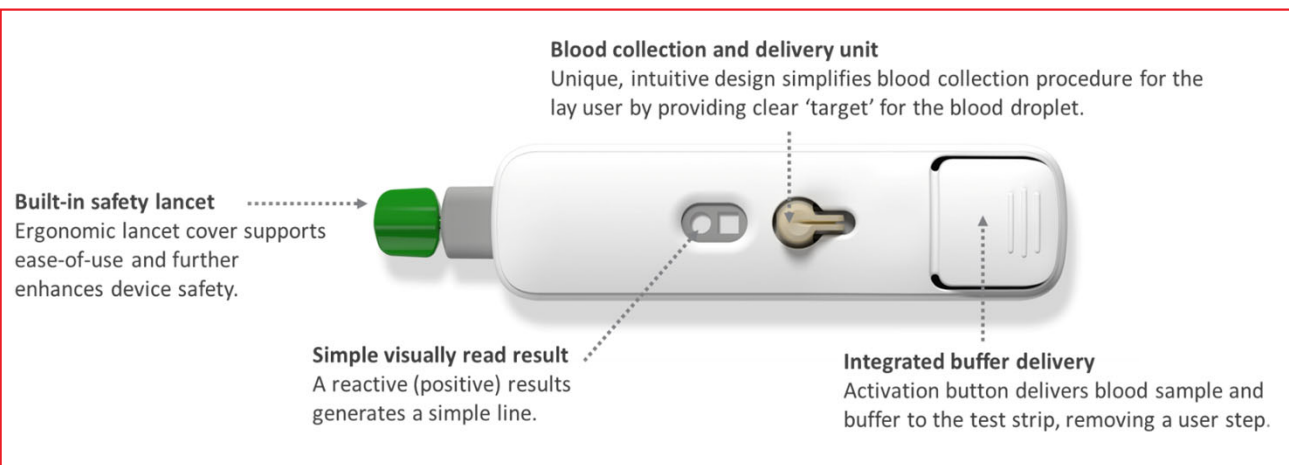 Blood collection and delivery unit
Unique, intuitive design simplifies blood collection procedure for the
lay user by providing clear ‘target’ for the blood droplet.
Built-in safety lancet
Ergonomic lancet cover supports
ease-of-use and further
enhances device safety.
Simple visually read result
A reactive (positive) results
generates a simple line.
Integrated buffer delivery
Activation button delivers blood sample and
buffer to the test strip, removing a user step.